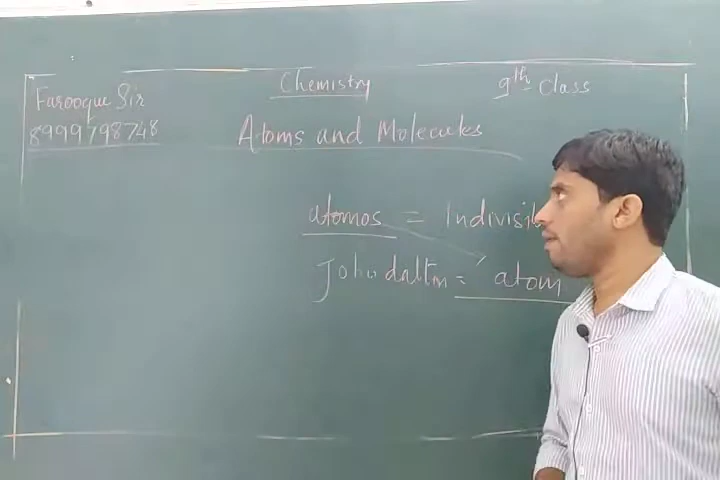 Chemistry
9th Class
Farooque Sir
8999798748
Atoms and Molecules
atomos = Indivisi
John dalton = atom